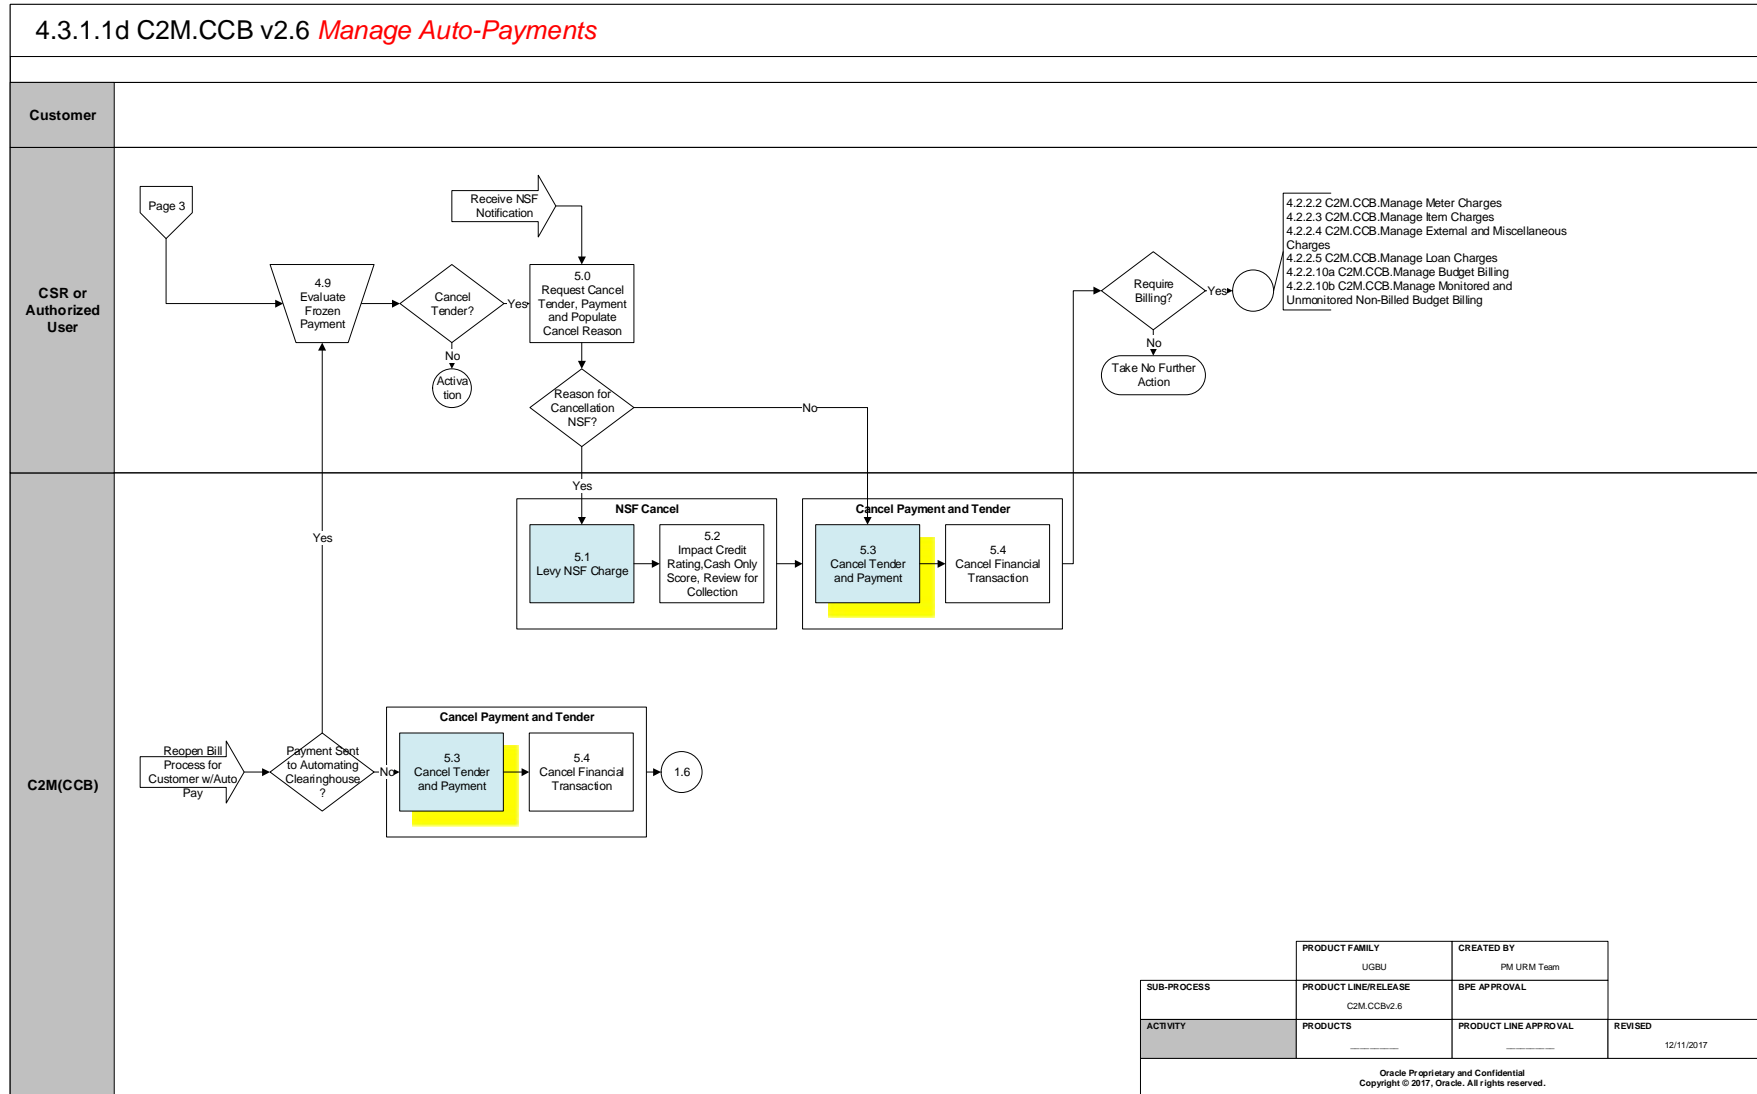 4.3.1.1d C2M.CCB v2.6 Manage Auto-Payments
Customer
CSR or
Authorized
User
Page 3
4.9
Evaluate
Frozen
Payment
Cancel
Tender?
Yes
No
Activa
tion
Receive NSF
Notification
5.0
Request Cancel
Tender, Payment
and Populate
Cancel Reason
Reason for
Cancellation
NSF?
No
Yes
Require
Billing?
Yes
No
Take No Further
Action
4.2.2.2 C2M.CCB.Manage Meter Charges
4.2.2.3 C2M.CCB.Manage Item Charges
4.2.2.4 C2M.CCB.Manage External and Miscellaneous
Charges
4.2.2.5 C2M.CCB.Manage Loan Charges
4.2.2.10a C2M.CCB.Manage Budget Billing
4.2.2.10b C2M.CCB.Manage Monitored and
Unmonitored Non-Billed Budget Billing
C2M(CCB)
NSF Cancel
5.1
Levy NSF Charge
5.2
Impact Credit
Rating,Cash Only
Score, Review for
Collection
Cancel Payment and Tender
5.3
Cancel Tender
and Payment
5.4
Cancel Financial
Transaction
Yes
Reopen Bill
Process for
Customer w/Auto
Pay
Payment Sent
to Automating
Clearinghouse
?
No
Cancel Payment and Tender
5.3
Cancel Tender
and Payment
5.4
Cancel Financial
Transaction
1.6
PRODUCT FAMILY
UGBU
CREATED BY
PM URM Team
SUB-PROCESS
PRODUCT LINE/RELEASE
C2M.CCBv2.6
BPE APPROVAL
ACTIVITY
PRODUCTS
PRODUCT LINE APPROVAL
REVISED
12/11/2017
Oracle Proprietary and Confidential
Copyright © 2017, Oracle. All rights reserved.